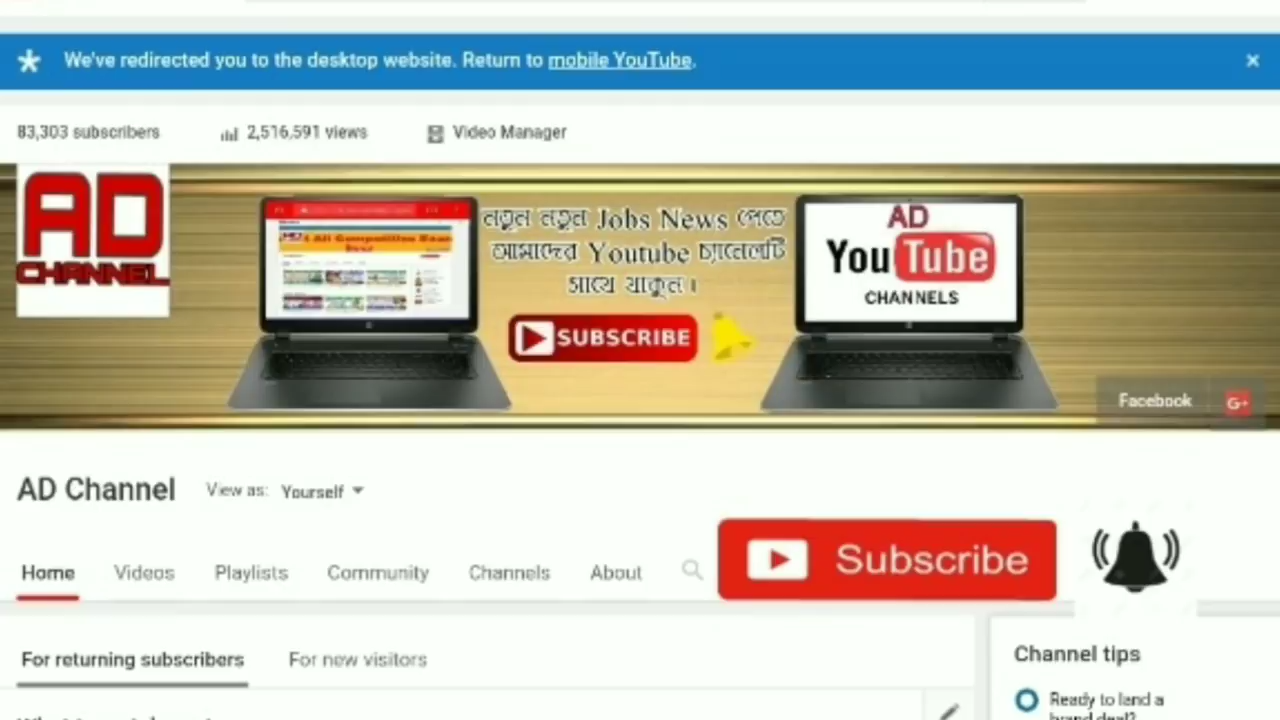 We've redirected you to the desktop website. Return to mobile YouTube.
83,303 subscribers
2,516,591 views
Video Manager
AD
CHANNEL
নতুন নতুন Jobs News পেতে
আমাদের Youtube চ্যানেলটি
সাথে থাকুন।
SUBSCRIBE
AD
YouTube
CHANNELS
Facebook
G+
AD Channel
View as: Yourself
Home
Videos
Playlists
Community
Channels
About
Subscribe
For returning subscribers
For new visitors
Channel tips
Ready to land a
brand deal?